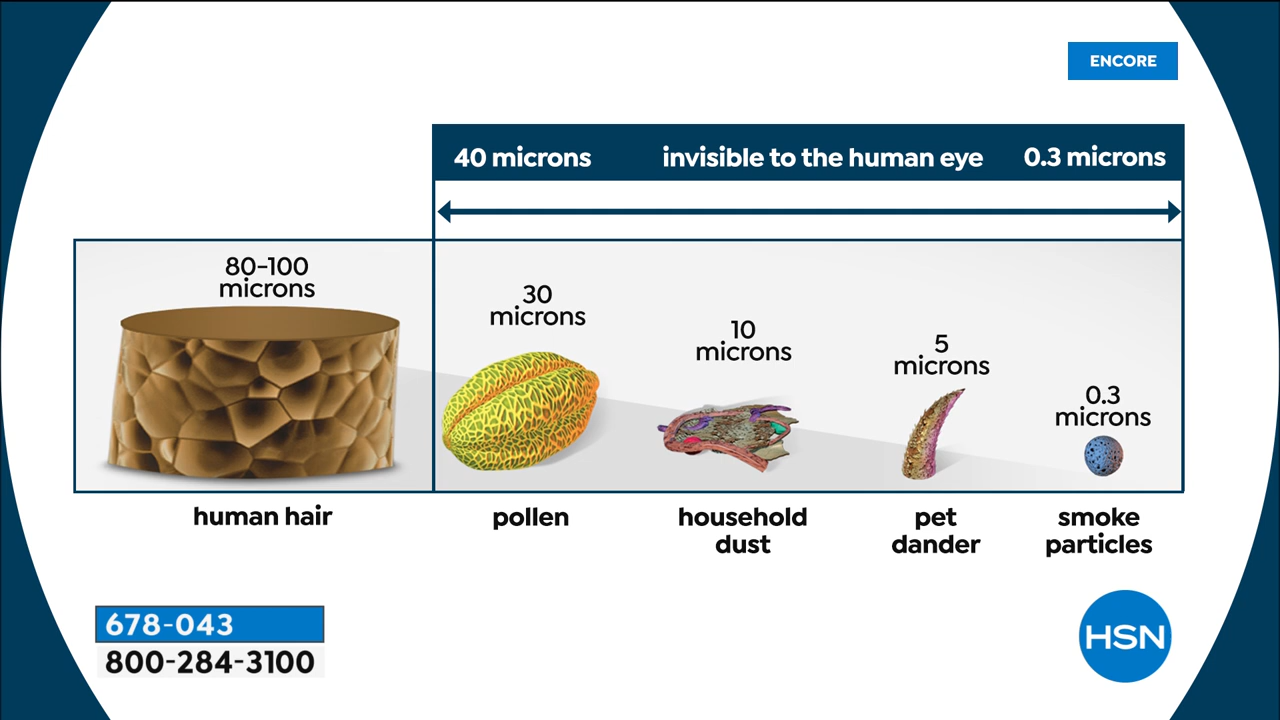 ENCORE
40 microns invisible to the human eye 0.3 microns
80-100
microns
30
microns
10
microns
5
microns
0.3
microns
human hair
pollen
household
dust
pet
dander
smoke
particles
678-043
800-284-3100
HSN